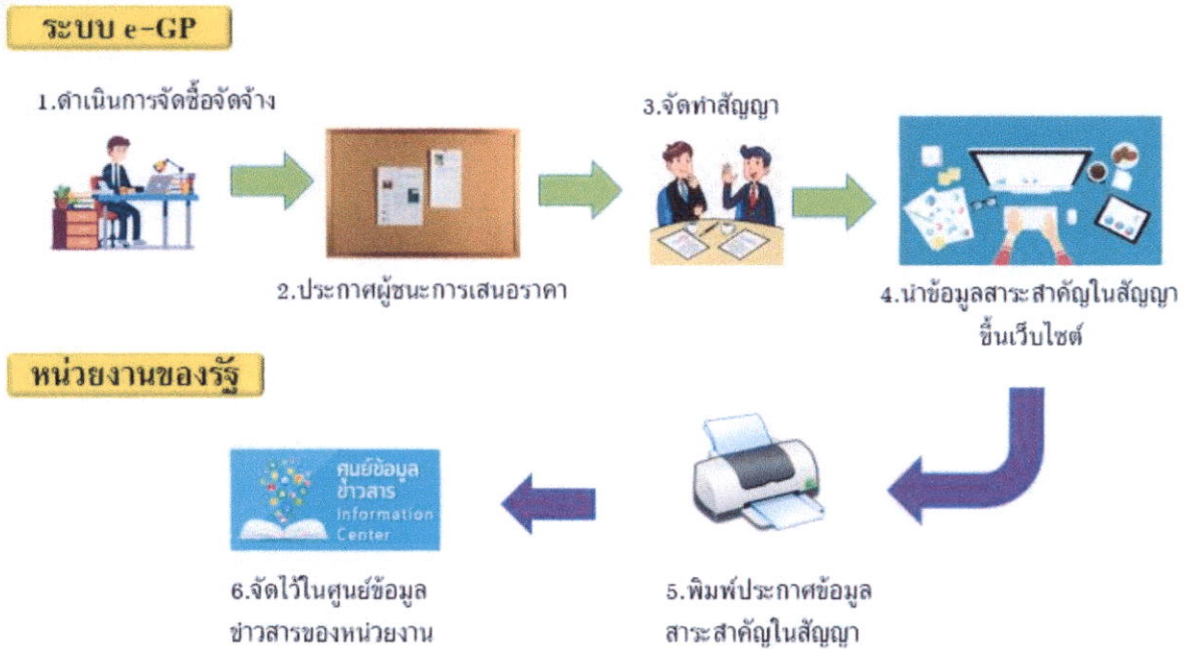 ระบบ e-GP
1.ดำเนินการจัดซื้อจัดจ้าง
2.ประกาศผู้ชนะการเสนอราคา
3.จัดทำสัญญา
4.นำข้อมูลสาระสำคัญในสัญญา
ขึ้นเว็บไซต์
หน่วยงานของรัฐ
5.พิมพ์ประกาศข้อมูล
สาระสำคัญในสัญญา
ศูนย์ข้อมูล
ข่าวสาร
Information
Center
6.จัดไว้ในศูนย์ข้อมูล
ข่าวสารของหน่วยงาน